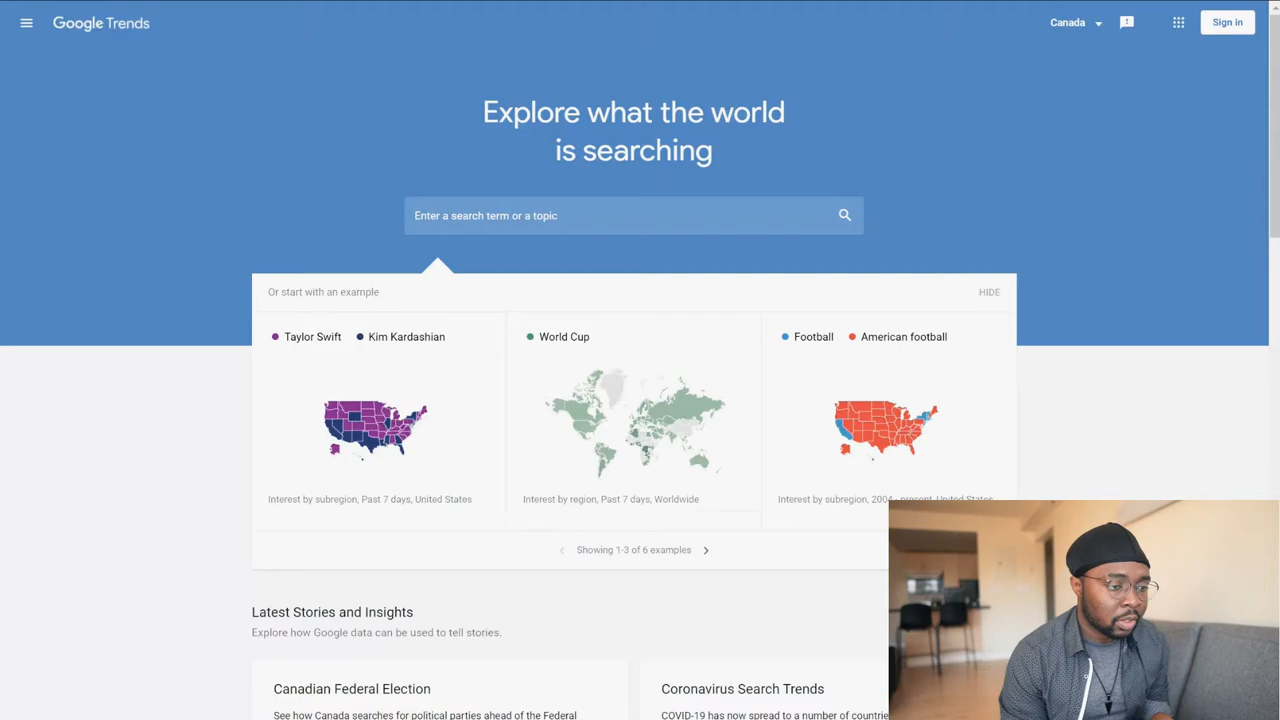 Google Trends
Canada
Sign in
Explore what the world
is searching
Enter a search term or a topic
Or start with an example
HIDE
Taylor Swift Kim Kardashian
World Cup
Football American football
Interest by subregion, Past 7 days, United States
Interest by region, Past 7 days, Worldwide
Interest by subregion, 2004 - present, United States
Showing 1-3 of 6 examples
Latest Stories and Insights
Explore how Google data can be used to tell stories.
Canadian Federal Election
See how Canada searches for political parties ahead of the Federal
Coronavirus Search Trends
COVID-19 has now spread to a number of countrie